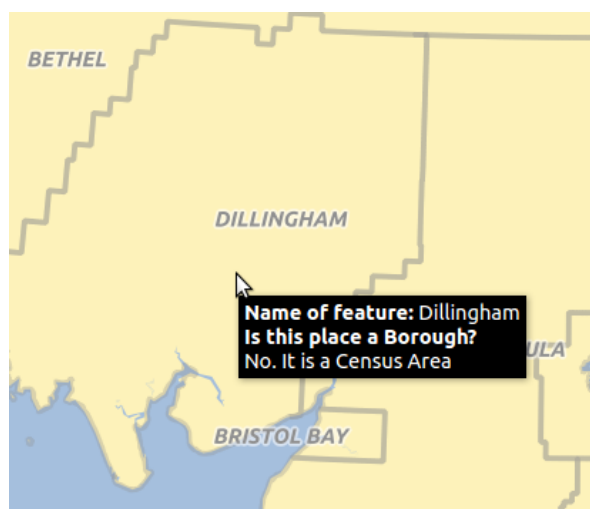 BETHEL
DILLINGHAM
Name of feature: Dillingham
Is this place a Borough?
No. It is a Census Area
ULA
BRISTOL BAY